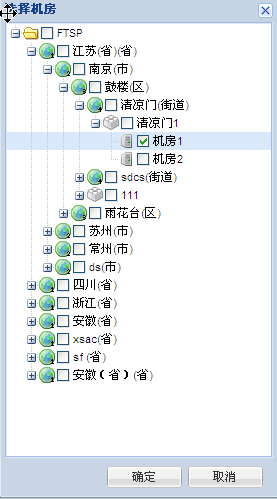 选择机房
FTSP
江苏(省)(省)
南京(市)
鼓楼(区)
清凉门(街道)
清凉门1
机房1
机房2
sdcs(街道)
111
雨花台(区)
苏州(市)
常州(市)
ds(市)
四川(省)
浙江(省)
安徽(省)
xsac(省)
sf (省)
安徽（省）(省)
确定 取消